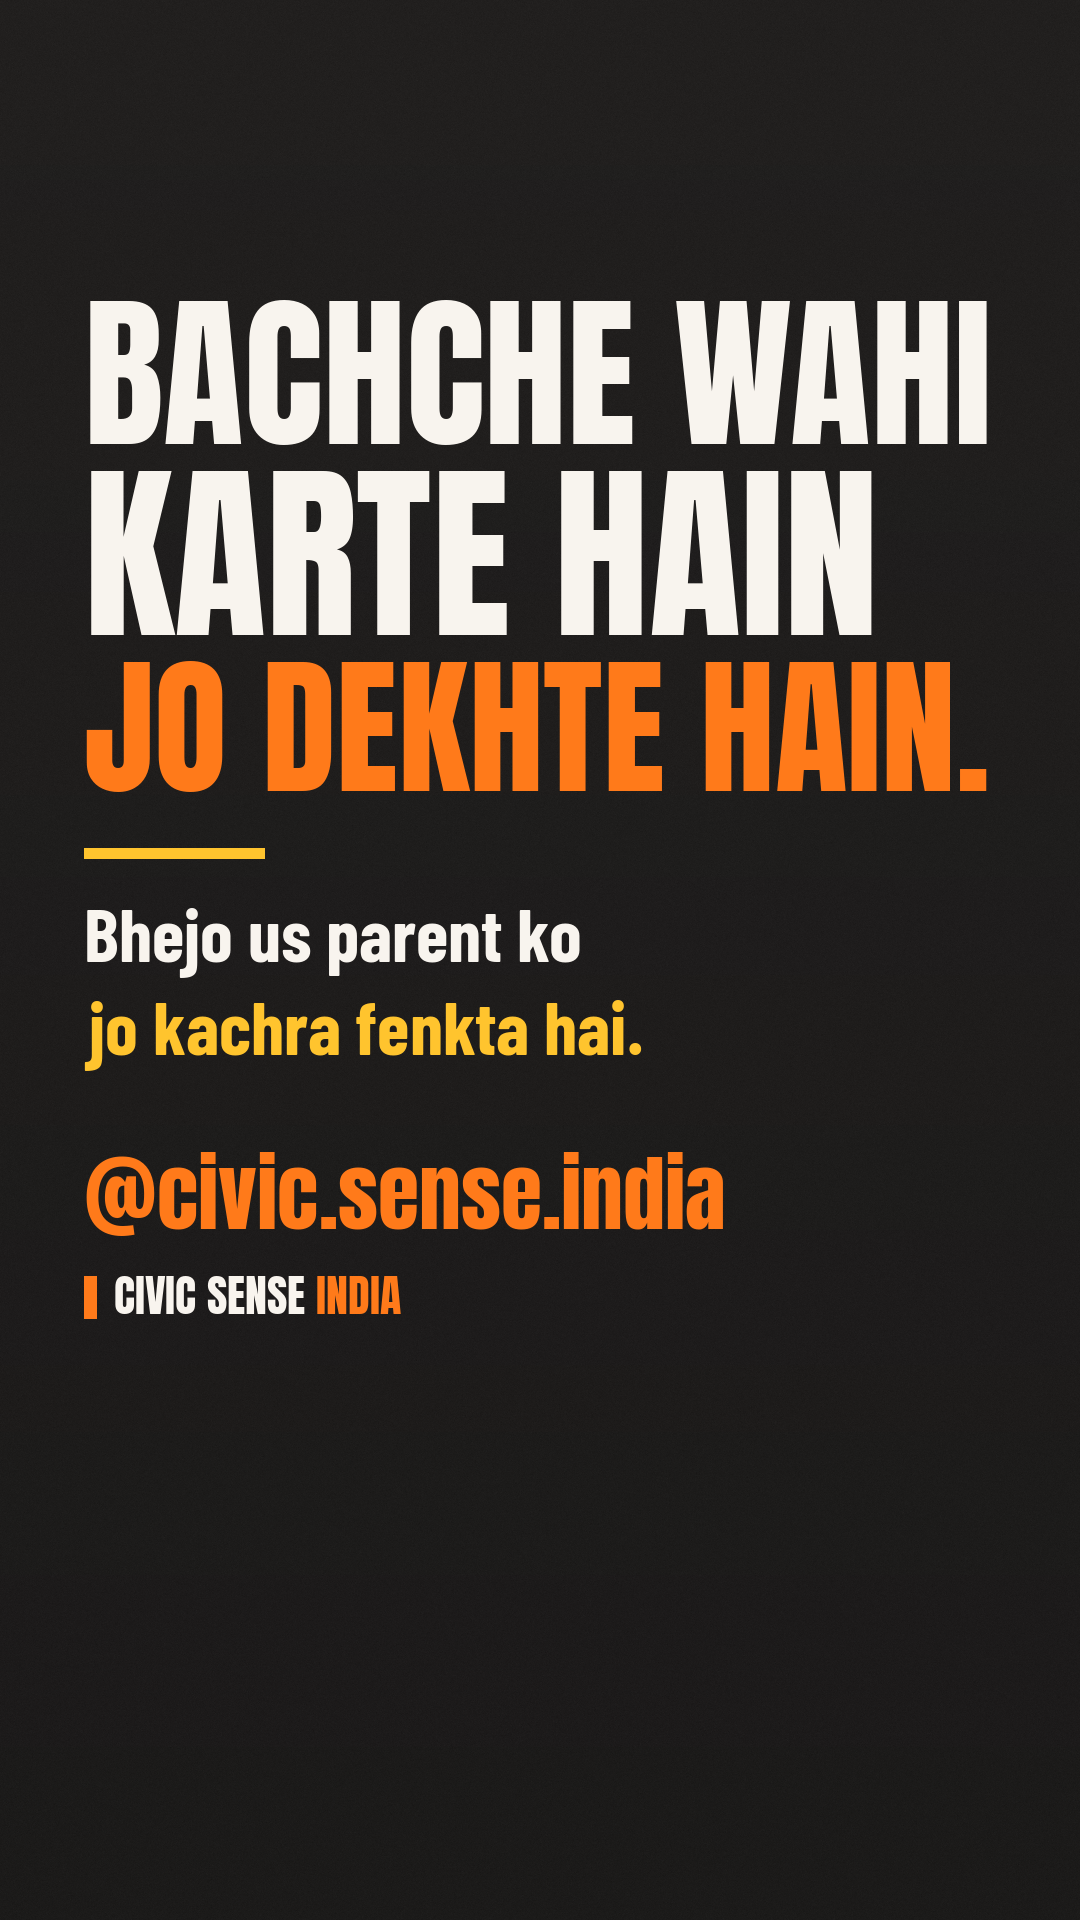 BACHCHE WAHI
KARTE HAIN
JO DEKHTE HAIN.
Bhejo us parent ko
jo kachra fenkta hai.
@civic.sense.india
CIVIC SENSE INDIA